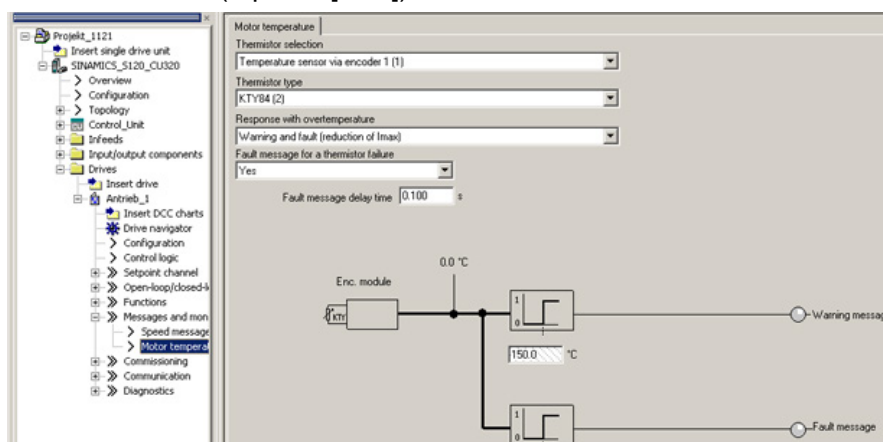 Projekt_1121
Insert single drive unit
SINAMICS_S120_CU320
Overview
Configuration
Topology
Control_Unit
Infeeds
Input/output components
Drives
Insert drive
Antrieb_1
Insert DCC charts
Drive navigator
Configuration
Control logic
Setpoint channel
Open-loop/closed-l
Functions
Messages and mon
Speed message
Motor temperat
Commissioning
Communication
Diagnostics
Motor temperature
Thermistor selection
Temperature sensor via encoder 1 (1)
Thermistor type
KTY84 (2)
Response with overtemperature
Warning and fault (reduction of Imax)
Fault message for a thermistor failure
Yes
Fault message delay time 0.100 s
0.0 °C
Enc. module
KTY
1
0
Warning messag
150.0 °C
1
0
Fault message